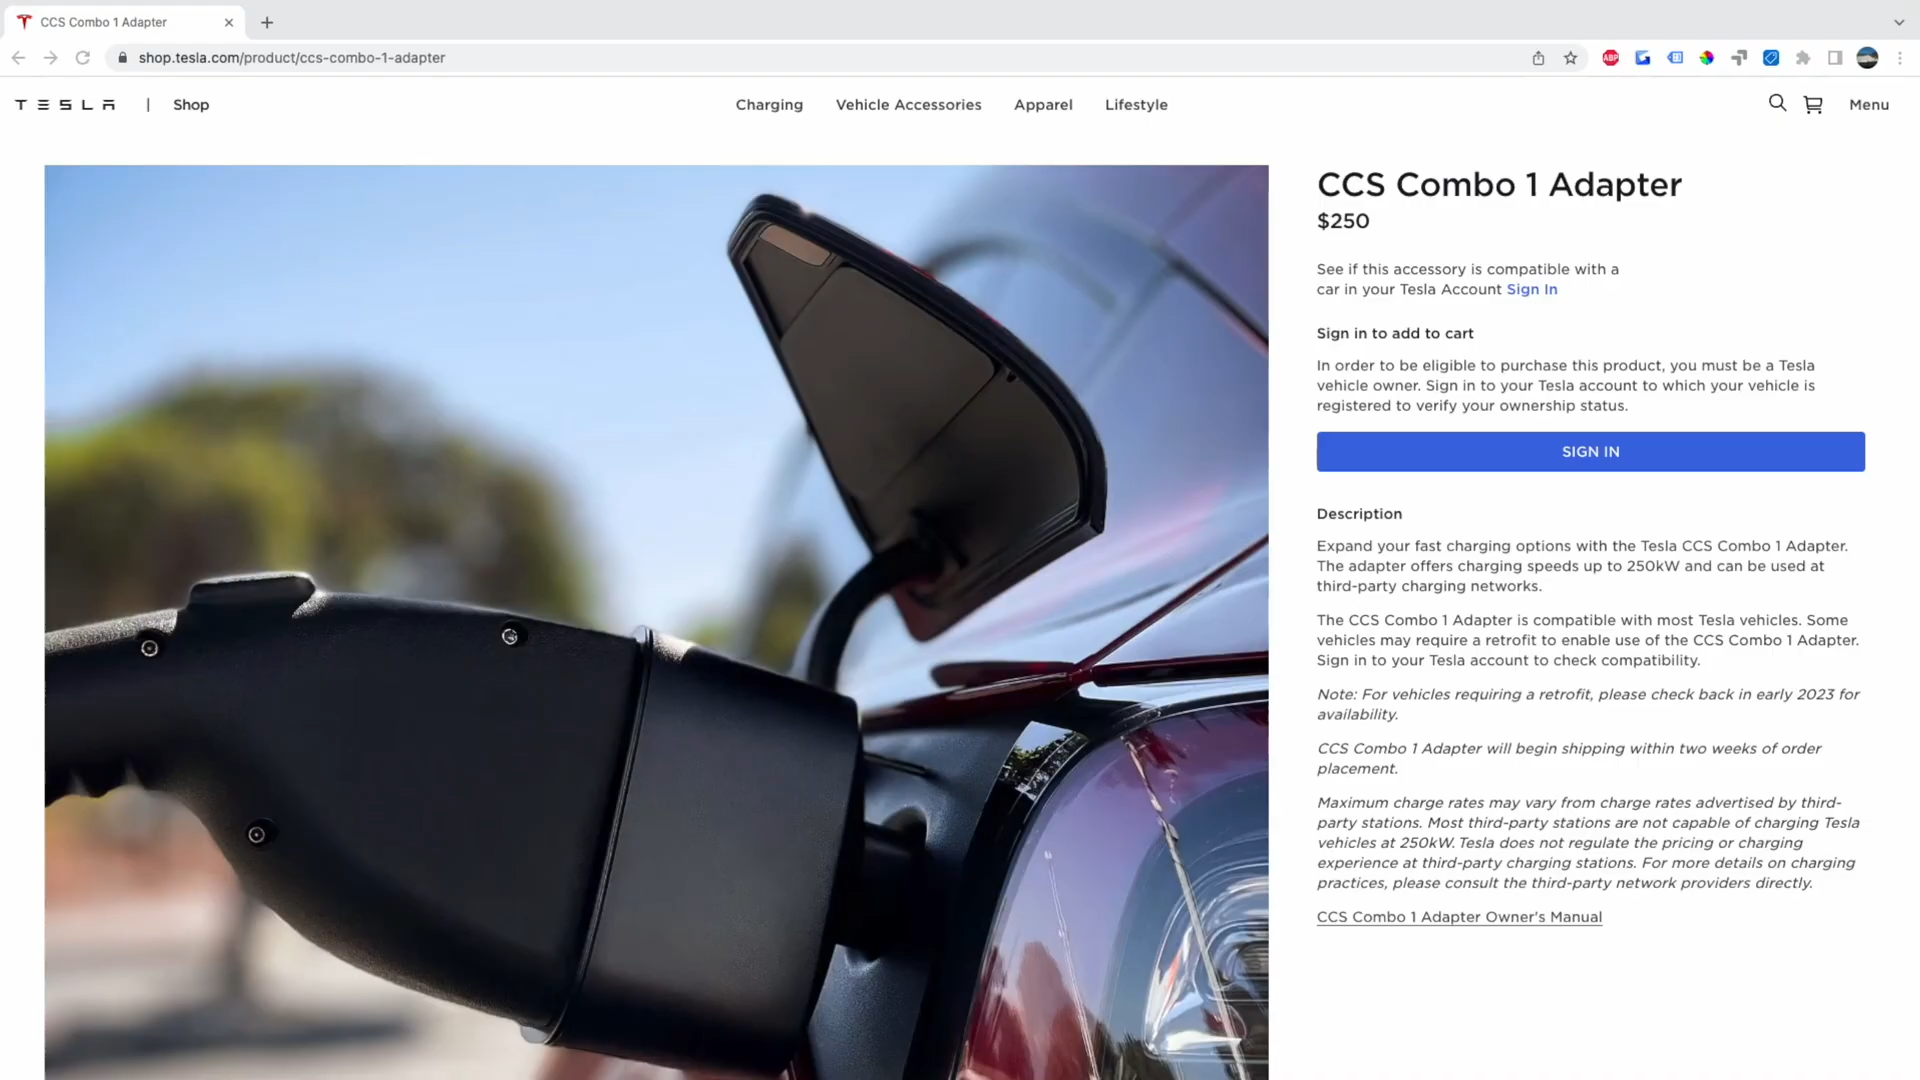 CCS Combo 1 Adapter
shop.tesla.com/product/ccs-combo-1-adapter
ABP
TESLA | Shop
Charging
Vehicle Accessories
Apparel
Lifestyle
Menu
CCS Combo 1 Adapter
$250
See if this accessory is compatible with a
car in your Tesla Account Sign In
Sign in to add to cart
In order to be eligible to purchase this product, you must be a Tesla
vehicle owner. Sign in to your Tesla account to which your vehicle is
registered to verify your ownership status.
SIGN IN
Description
Expand your fast charging options with the Tesla CCS Combo 1 Adapter.
The adapter offers charging speeds up to 250kW and can be used at
third-party charging networks.
The CCS Combo 1 Adapter is compatible with most Tesla vehicles. Some
vehicles may require a retrofit to enable use of the CCS Combo 1 Adapter.
Sign in to your Tesla account to check compatibility.
Note: For vehicles requiring a retrofit, please check back in early 2023 for
availability.
CCS Combo 1 Adapter will begin shipping within two weeks of order
placement.
Maximum charge rates may vary from charge rates advertised by third-
party stations. Most third-party stations are not capable of charging Tesla
vehicles at 250kW. Tesla does not regulate the pricing or charging
experience at third-party charging stations. For more details on charging
practices, please consult the third-party network providers directly.
CCS Combo 1 Adapter Owner's Manual